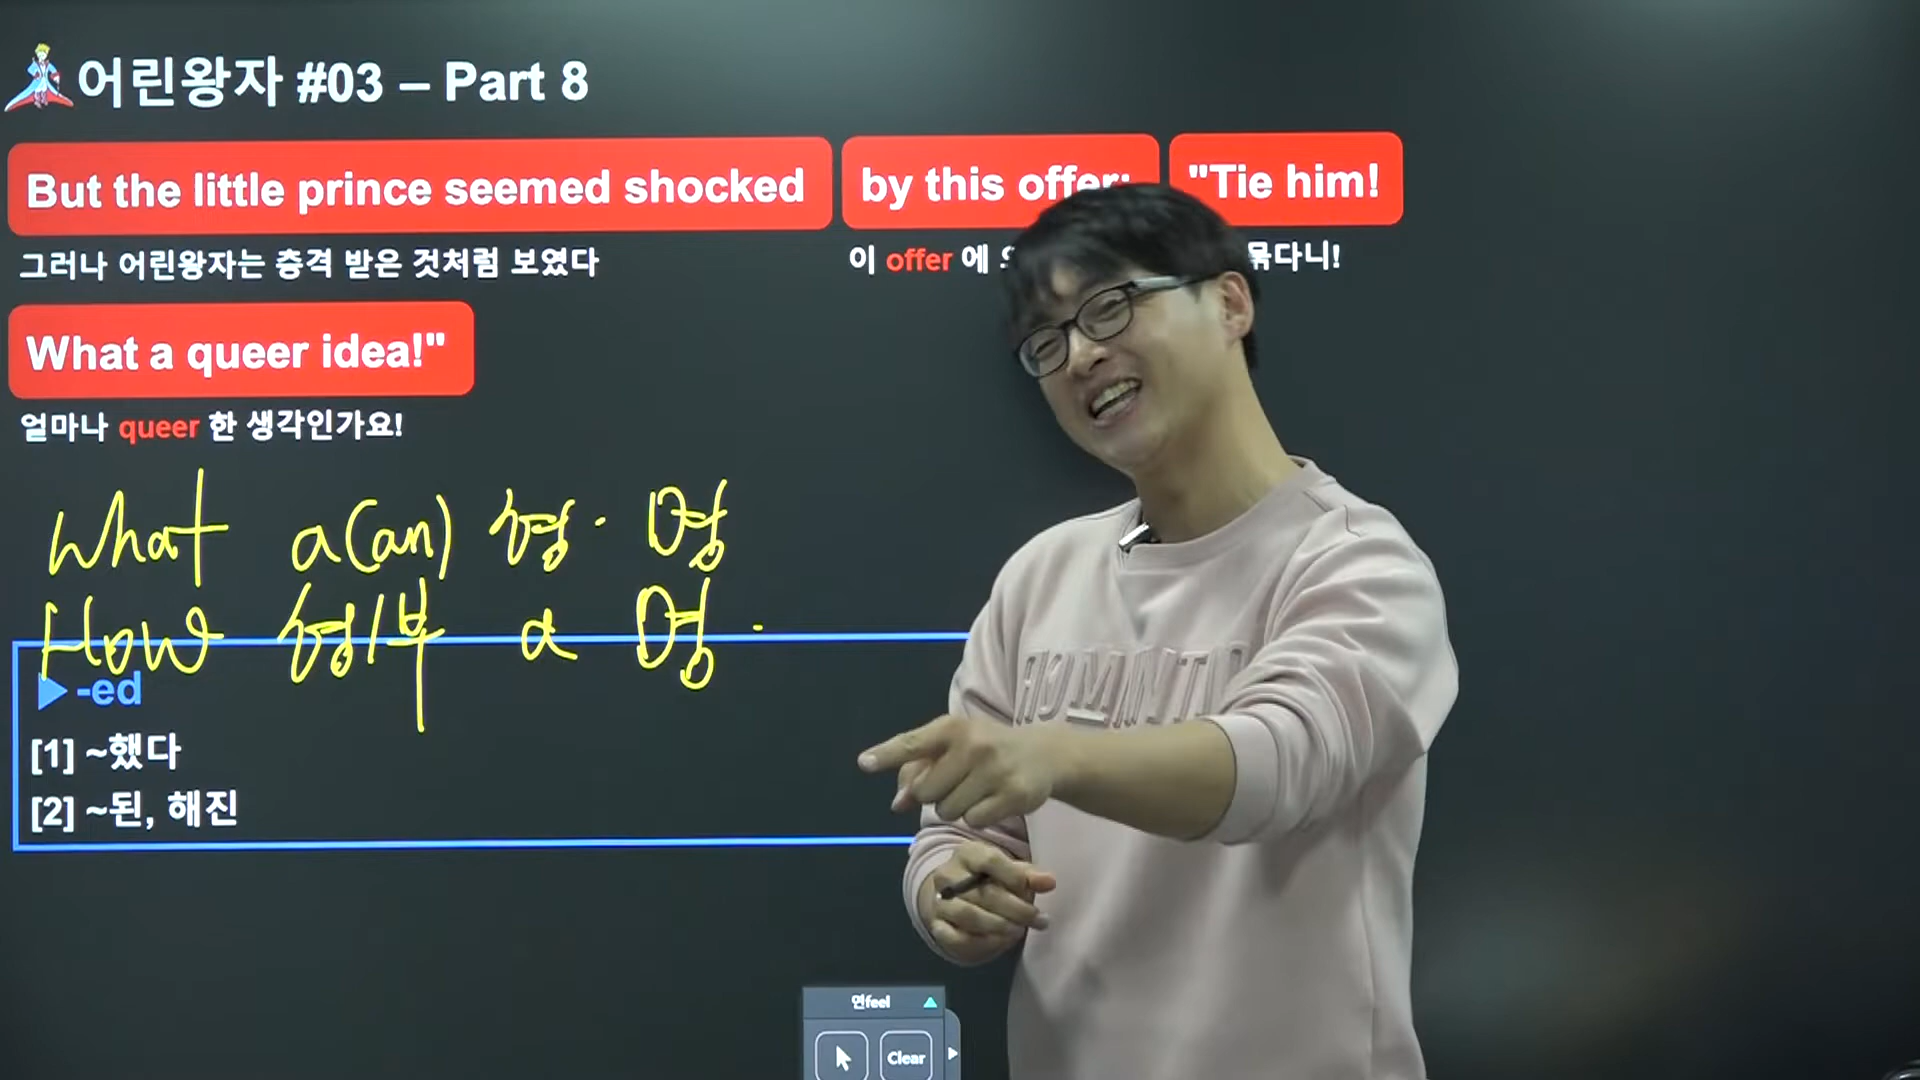 어린왕자 #03 – Part 8
But the little prince seemed shocked by this offer: "Tie him!
그러나 어린왕자는 충격 받은 것처럼 보였다 이 offer 에 묶다니!
What a queer idea!"
얼마나 queer 한 생각인가요!
What a(an) 형. 명
How 형/부 a 명.
▶ -ed
[1] ~했다
[2] ~된, 해진
연feel
Clear